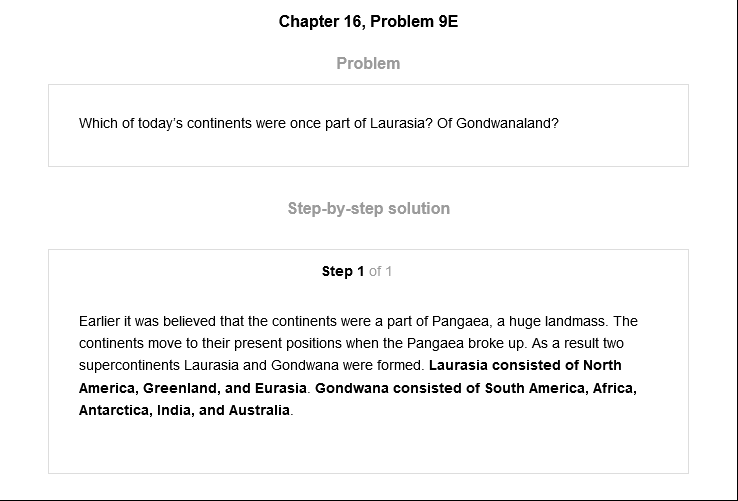 Chapter 16, Problem 9E
Problem
Which of today's continents were once part of Laurasia? Of Gondwanaland?
Step-by-step solution
Step 1 of 1
Earlier it was believed that the continents were a part of Pangaea, a huge landmass. The
continents move to their present positions when the Pangaea broke up. As a result two
supercontinents Laurasia and Gondwana were formed. Laurasia consisted of North
America, Greenland, and Eurasia. Gondwana consisted of South America, Africa,
Antarctica, India, and Australia.